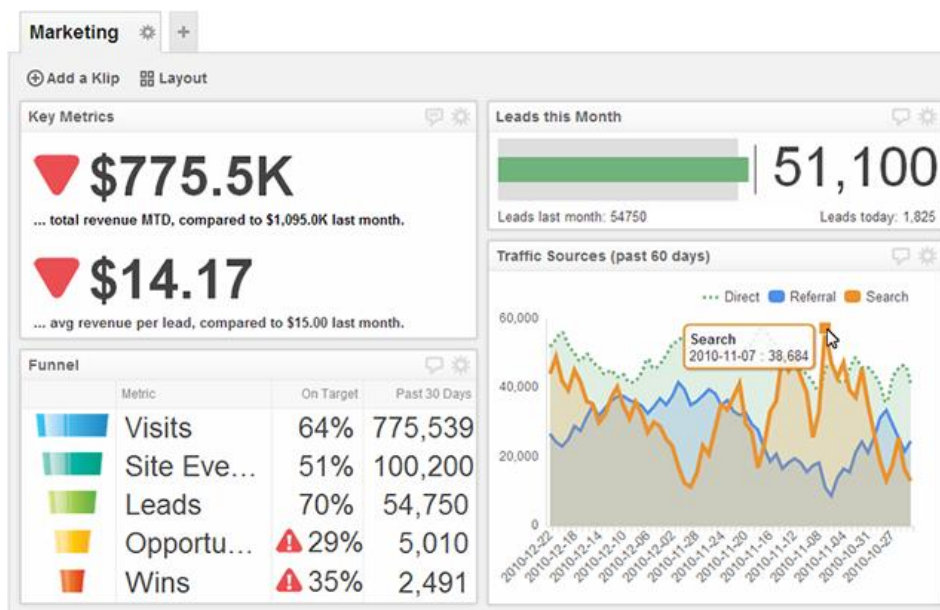 Marketing +
Add a Klip Layout
Key Metrics
$775.5K
... total revenue MTD, compared to $1,095.0K last month.
$14.17
... avg revenue per lead, compared to $15.00 last month.
Funnel
Metric On Target Past 30 Days
Visits 64% 775,539
Site Eve... 51% 100,200
Leads 70% 54,750
Opportu... 29% 5,010
Wins 35% 2,491
Leads this Month
51,100
Leads last month: 54750 Leads today: 1,825
Traffic Sources (past 60 days)
Direct Referral Search
Search
2010-11-07 : 38,684
60,000
40,000
20,000
0
2010-12-22 2010-12-18 2010-12-14 2010-12-10 2010-12-06 2010-12-02 2010-11-28 2010-11-24 2010-11-20 2010-11-16 2010-11-12 2010-11-08 2010-11-04 2010-10-31 2010-10-27